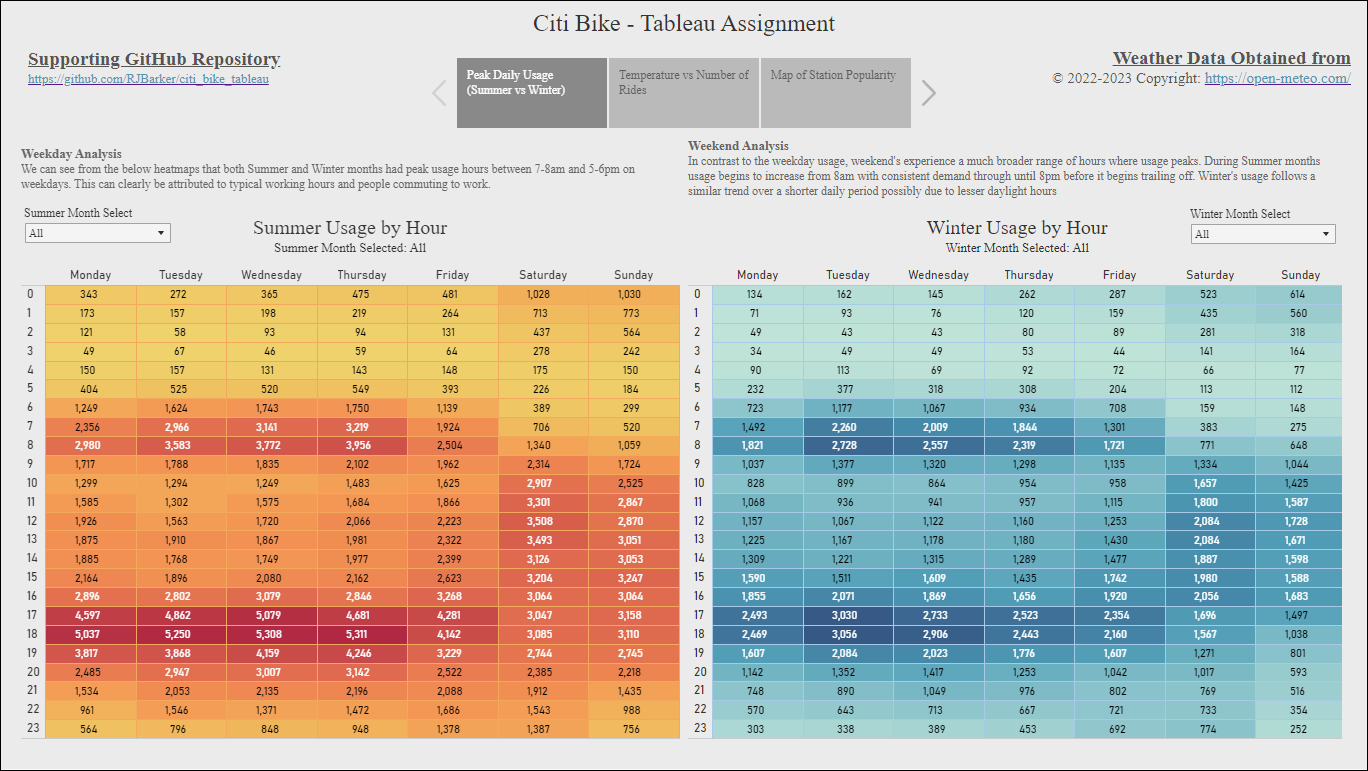 Citi Bike - Tableau Assignment
Supporting GitHub Repository
https://github.com/RJBarker/citi_bike_tableau
Peak Daily Usage
(Summer vs Winter)
Temperature vs Number of
Rides
Map of Station Popularity
Weather Data Obtained from
© 2022-2023 Copyright: https://open-meteo.com/
Weekday Analysis
We can see from the below heatmaps that both Summer and Winter months had peak usage hours between 7-8am and 5-6pm on
weekdays. This can clearly be attributed to typical working hours and people commuting to work.
Weekend Analysis
In contrast to the weekday usage, weekend's experience a much broader range of hours where usage peaks. During Summer months
usage begins to increase from 8am with consistent demand through until 8pm before it begins trailing off. Winter's usage follows a
similar trend over a shorter daily period possibly due to lesser daylight hours
Summer Month Select
All
Summer Usage by Hour
Summer Month Selected: All
Monday Tuesday Wednesday Thursday Friday Saturday Sunday
0 343 272 365 475 481 1,028 1,030
1 173 157 198 219 264 713 773
2 121 58 93 94 131 437 564
3 49 67 46 59 64 278 242
4 150 157 131 143 148 175 150
5 404 525 520 549 393 226 184
6 1,249 1,624 1,743 1,750 1,139 389 299
7 2,356 2,966 3,141 3,219 1,924 706 520
8 2,980 3,583 3,772 3,956 2,504 1,340 1,059
9 1,717 1,788 1,835 2,102 1,962 2,314 1,724
10 1,299 1,294 1,249 1,483 1,625 2,907 2,525
11 1,585 1,302 1,575 1,684 1,866 3,301 2,867
12 1,926 1,563 1,720 2,066 2,223 3,508 2,870
13 1,875 1,910 1,867 1,981 2,322 3,493 3,051
14 1,885 1,768 1,749 1,977 2,399 3,126 3,053
15 2,164 1,896 2,080 2,162 2,623 3,204 3,247
16 2,896 2,802 3,079 2,846 3,268 3,064 3,064
17 4,597 4,862 5,079 4,681 4,281 3,047 3,158
18 5,037 5,250 5,308 5,311 4,142 3,085 3,110
19 3,817 3,868 4,159 4,246 3,229 2,744 2,745
20 2,485 2,947 3,007 3,142 2,522 2,385 2,218
21 1,534 2,053 2,135 2,196 2,088 1,912 1,435
22 961 1,546 1,371 1,472 1,686 1,543 988
23 564 796 848 948 1,378 1,387 756
Winter Usage by Hour
Winter Month Selected: All
Winter Month Select
All
Monday Tuesday Wednesday Thursday Friday Saturday Sunday
0 134 162 145 262 287 523 614
1 71 93 76 120 159 435 560
2 49 43 43 80 89 281 318
3 34 49 49 53 44 141 164
4 90 113 69 92 72 66 77
5 232 377 318 308 204 113 112
6 723 1,177 1,067 934 708 159 148
7 1,492 2,260 2,009 1,844 1,301 383 275
8 1,821 2,728 2,557 2,319 1,721 771 648
9 1,037 1,377 1,320 1,298 1,135 1,334 1,044
10 828 899 864 954 958 1,657 1,425
11 1,068 936 941 957 1,115 1,800 1,587
12 1,157 1,067 1,122 1,160 1,253 2,084 1,728
13 1,225 1,167 1,178 1,180 1,430 2,084 1,671
14 1,309 1,221 1,315 1,289 1,477 1,887 1,598
15 1,590 1,511 1,609 1,435 1,742 1,980 1,588
16 1,855 2,071 1,869 1,656 1,920 2,056 1,683
17 2,493 3,030 2,733 2,523 2,354 1,696 1,497
18 2,469 3,056 2,906 2,443 2,160 1,567 1,038
19 1,607 2,084 2,023 1,776 1,607 1,271 801
20 1,142 1,352 1,417 1,253 1,042 1,017 593
21 748 890 1,049 976 802 769 516
22 570 643 713 667 721 733 354
23 303 338 389 453 692 774 252